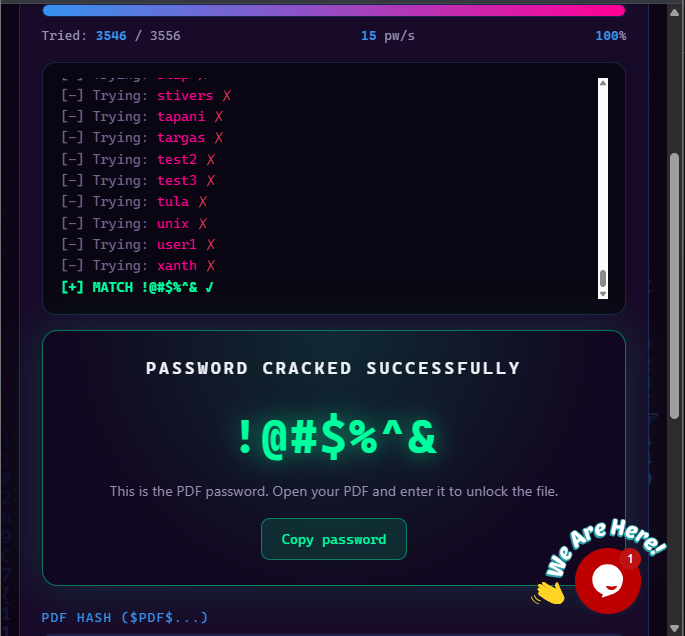 Tried: 3546 / 3556 15 pw/s 100%
[-] Trying: stivers ✗
[-] Trying: tapani ✗
[-] Trying: targas ✗
[-] Trying: test2 ✗
[-] Trying: test3 ✗
[-] Trying: tula ✗
[-] Trying: unix ✗
[-] Trying: user1 ✗
[-] Trying: xanth ✗
[+] MATCH !@#$%^& ✓
PASSWORD CRACKED SUCCESSFULLY
!@#$%^&
This is the PDF password. Open your PDF and enter it to unlock the file.
Copy password
We Are Here!
1
PDF HASH ($PDF$...)